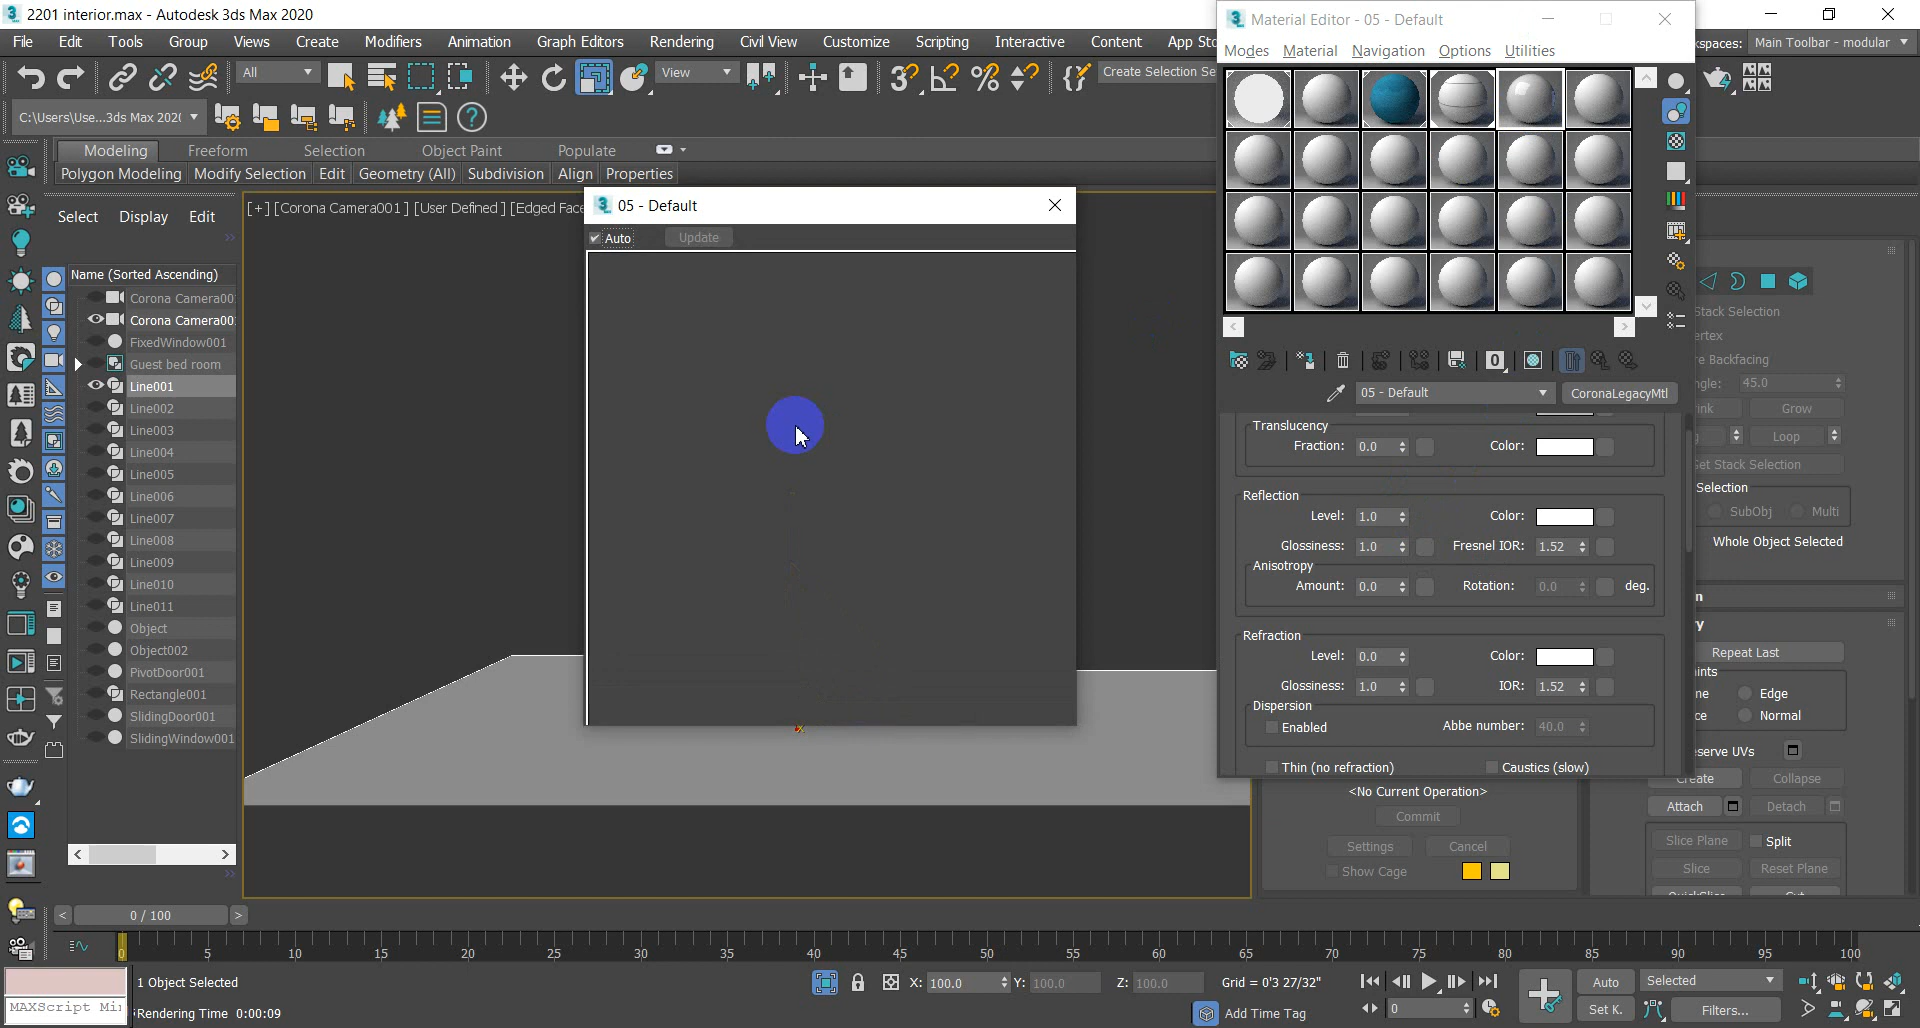 2201 interior.max - Autodesk 3ds Max 2020
File Edit Tools Group Views Create Modifiers Animation Graph Editors Rendering Civil View Customize Scripting Interactive Content App Sto
All View Create Selection Se
C:\Users\Use...3ds Max 202
Modeling Freeform Selection Object Paint Populate
Polygon Modeling Modify Selection Edit Geometry (All) Subdivision Align Properties
Select Display Edit
Name (Sorted Ascending)
Corona Camera00
Corona Camera00
FixedWindow001
Guest bed room
Line001
Line002
Line003
Line004
Line005
Line006
Line007
Line008
Line009
Line010
Line011
Object
Object002
PivotDoor001
Rectangle001
SlidingDoor001
SlidingWindow001
[+] [Corona Camera001] [User Defined] [Edged Face
05 - Default
Auto Update
Material Editor - 05 - Default
Modes Material Navigation Options Utilities
05 - Default CoronaLegacyMtl
Translucency
Fraction: 0.0 Color:
Reflection
Level: 1.0 Color:
Glossiness: 1.0 Fresnel IOR: 1.52
Anisotropy
Amount: 0.0 Rotation: 0.0 deg.
Refraction
Level: 0.0 Color:
Glossiness: 1.0 IOR: 1.52
Dispersion
Enabled Abbe number: 40.0
Thin (no refraction) Caustics (slow)
<No Current Operation>
Commit
Settings Cancel
Show Cage
spaces: Main Toolbar - modular
Stack Selection
ertex
e Backfacing
ngle: 45.0
ink Grow
Loop
et Stack Selection
Selection
SubObj Multi
Whole Object Selected
n
y
Repeat Last
ints
ne Edge
ce Normal
serve UVs
Create Collapse
Attach Detach
Slice Plane Split
Slice Reset Plane
QuickSlice Cut
< 0 / 100 >
0 5 10 15 20 25 30 35 40 45 50 55 60 65 70 75 80 85 90 95 100
1 Object Selected
X: 100.0 Y: 100.0 Z: 100.0 Grid = 0'3 27/32"
Auto Selected
MAXScript Mi
Rendering Time 0:00:09
Add Time Tag
0 Set K. Filters...